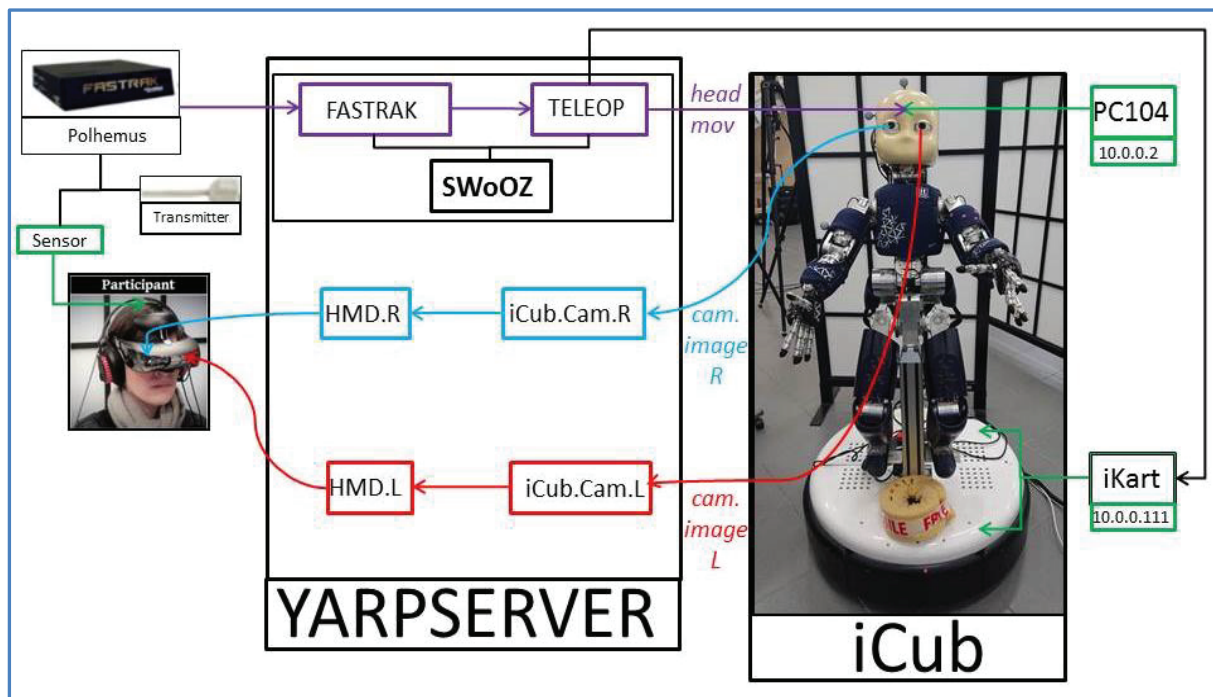 FASTRAK
Polhemus
Transmitter
Sensor
Participant
FASTRAK
TELEOP
SWoOZ
HMD.R
iCub.Cam.R
HMD.L
iCub.Cam.L
YARPSERVER
head
mov
cam.
image
R
cam.
image
L
PC104
10.0.0.2
iKart
10.0.0.111
FRAGILE
iCub